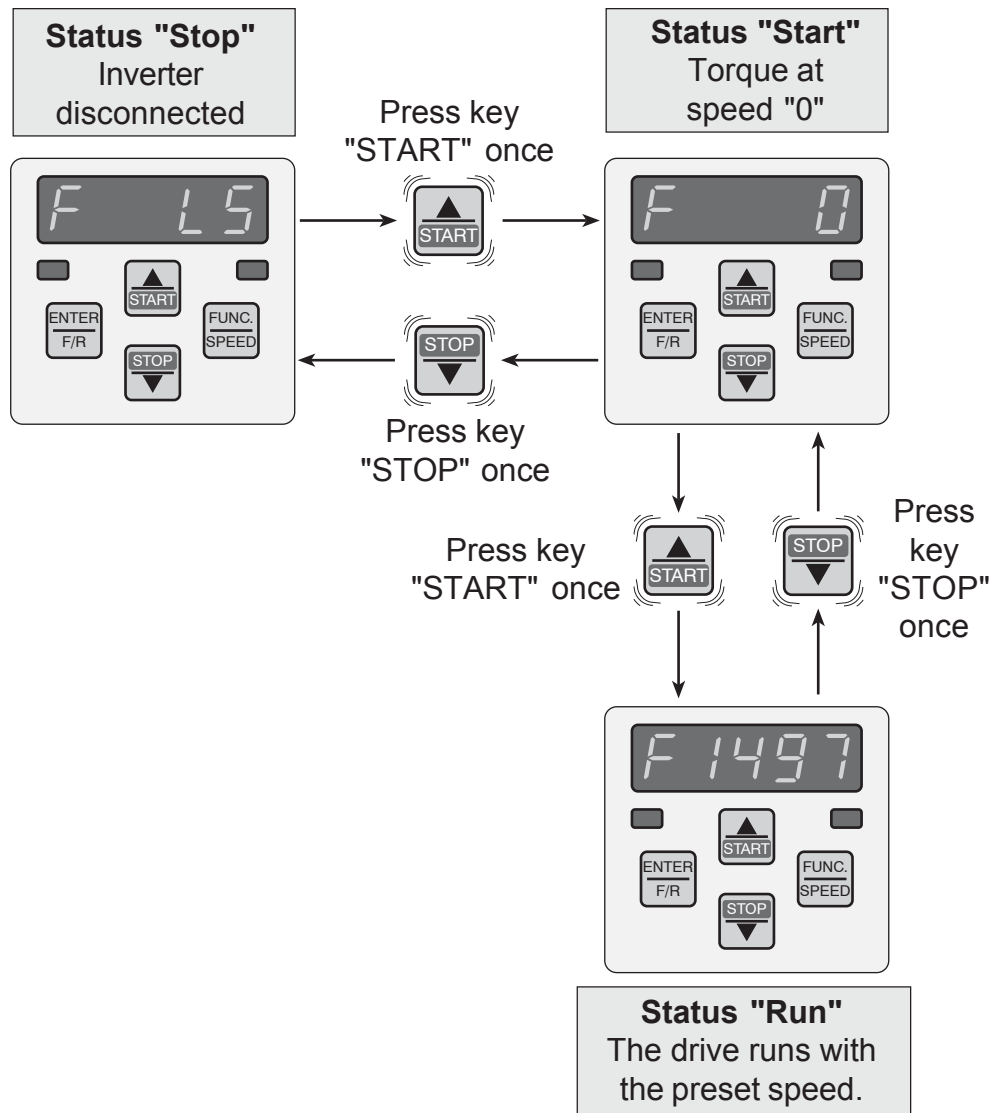 Status "Stop"
Inverter
disconnected
Status "Start"
Torque at
speed "0"
Press key
"START" once
F LS
START
ENTER
F/R
FUNC.
SPEED
STOP
START
STOP
Press key
"STOP" once
F 0
START
ENTER
F/R
FUNC.
SPEED
STOP
Press key
"START" once
START
STOP
Press
key
"STOP"
once
F 1497
START
ENTER
F/R
FUNC.
SPEED
STOP
Status "Run"
The drive runs with
the preset speed.